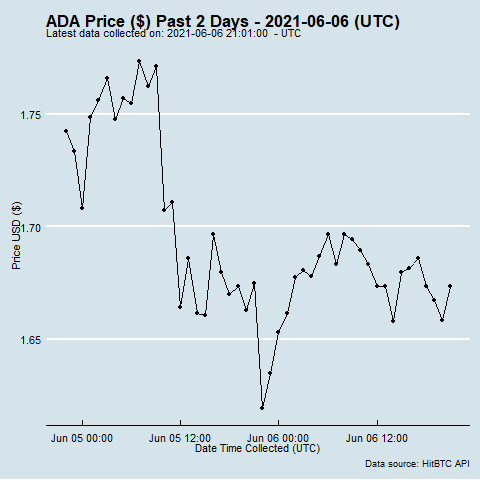 ADA Price ($) Past 2 Days - 2021-06-06 (UTC)
Latest data collected on: 2021-06-06 21:01:00 - UTC
1.75
1.70
1.65
Price USD ($)
Jun 05 00:00 Jun 05 12:00 Jun 06 00:00 Jun 06 12:00
Date Time Collected (UTC)
Data source: HitBTC API